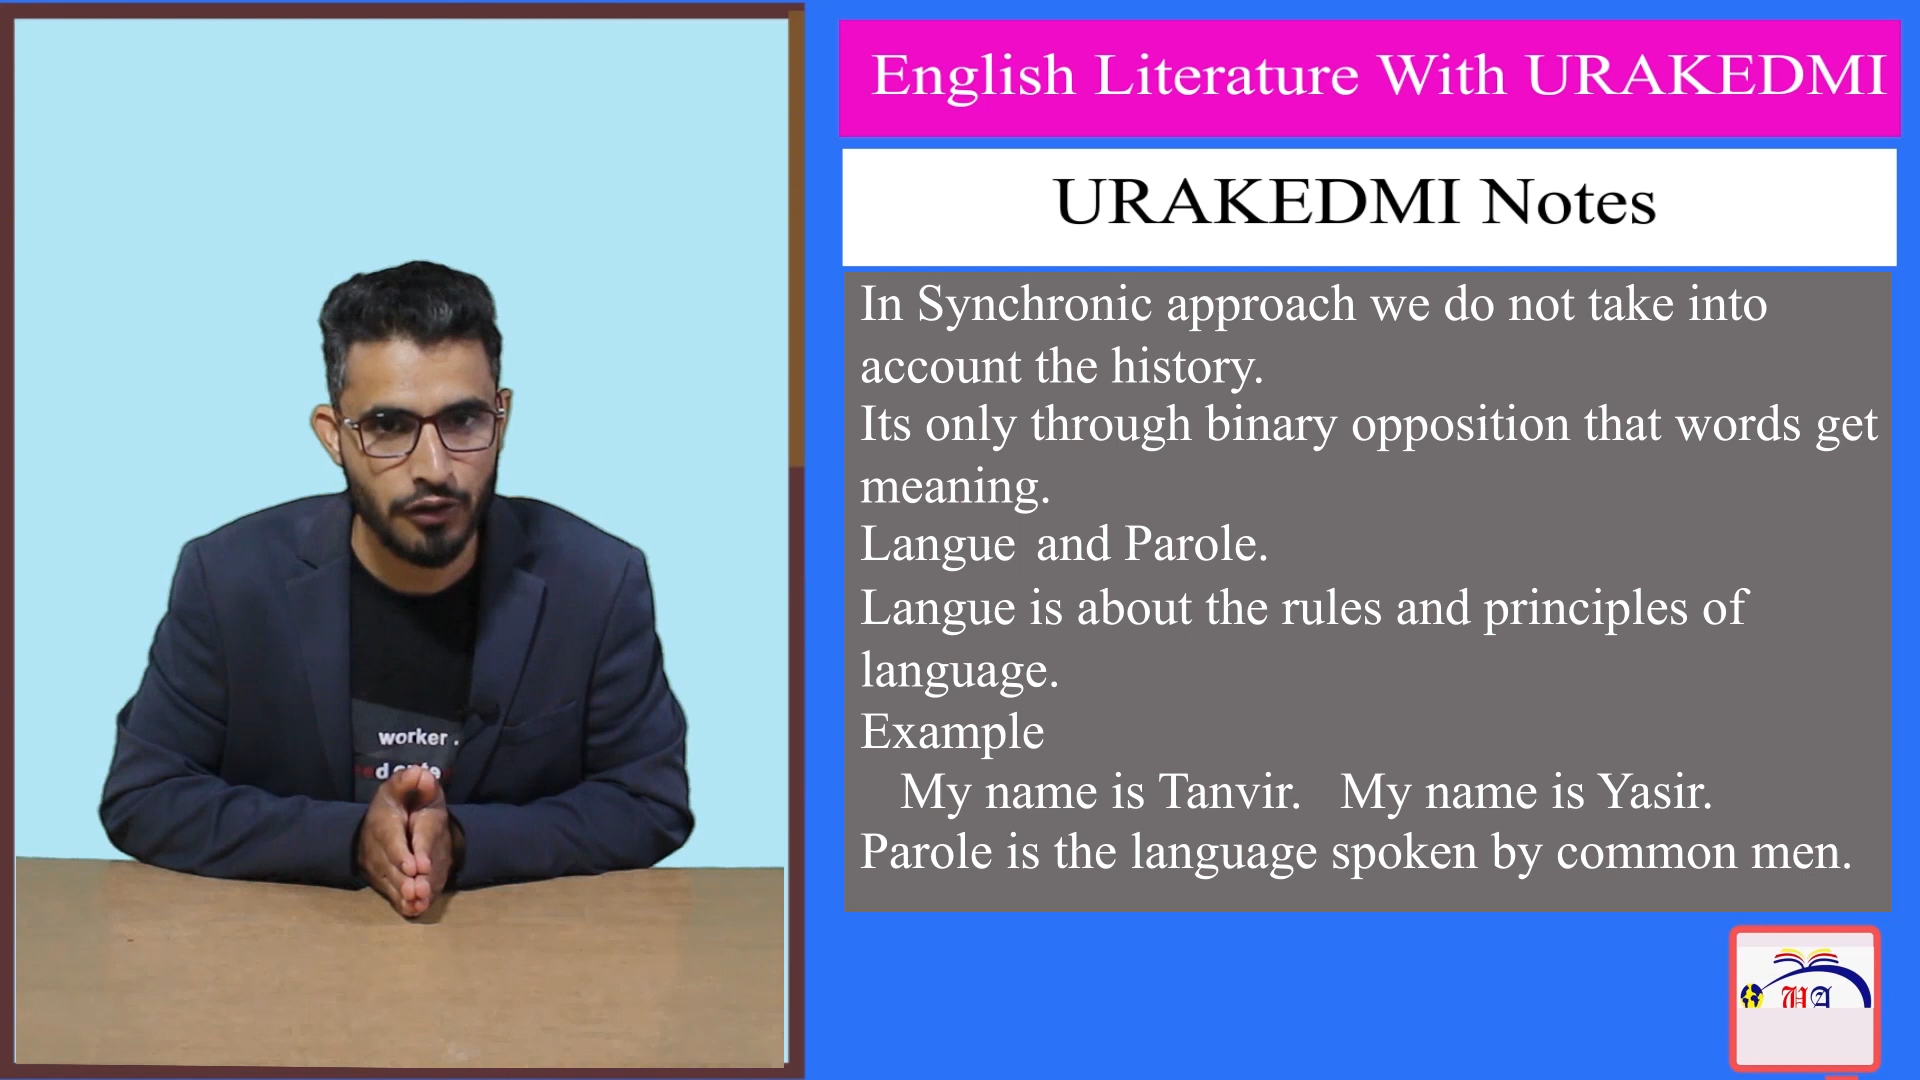 English Literature With URAKEDMI
URAKEDMI Notes
In Synchronic approach we do not take into
account the history.
Its only through binary opposition that words get
meaning.
Langue and Parole.
Langue is about the rules and principles of
language.
Example
My name is Tanvir. My name is Yasir.
Parole is the language spoken by common men.
worker .
UA